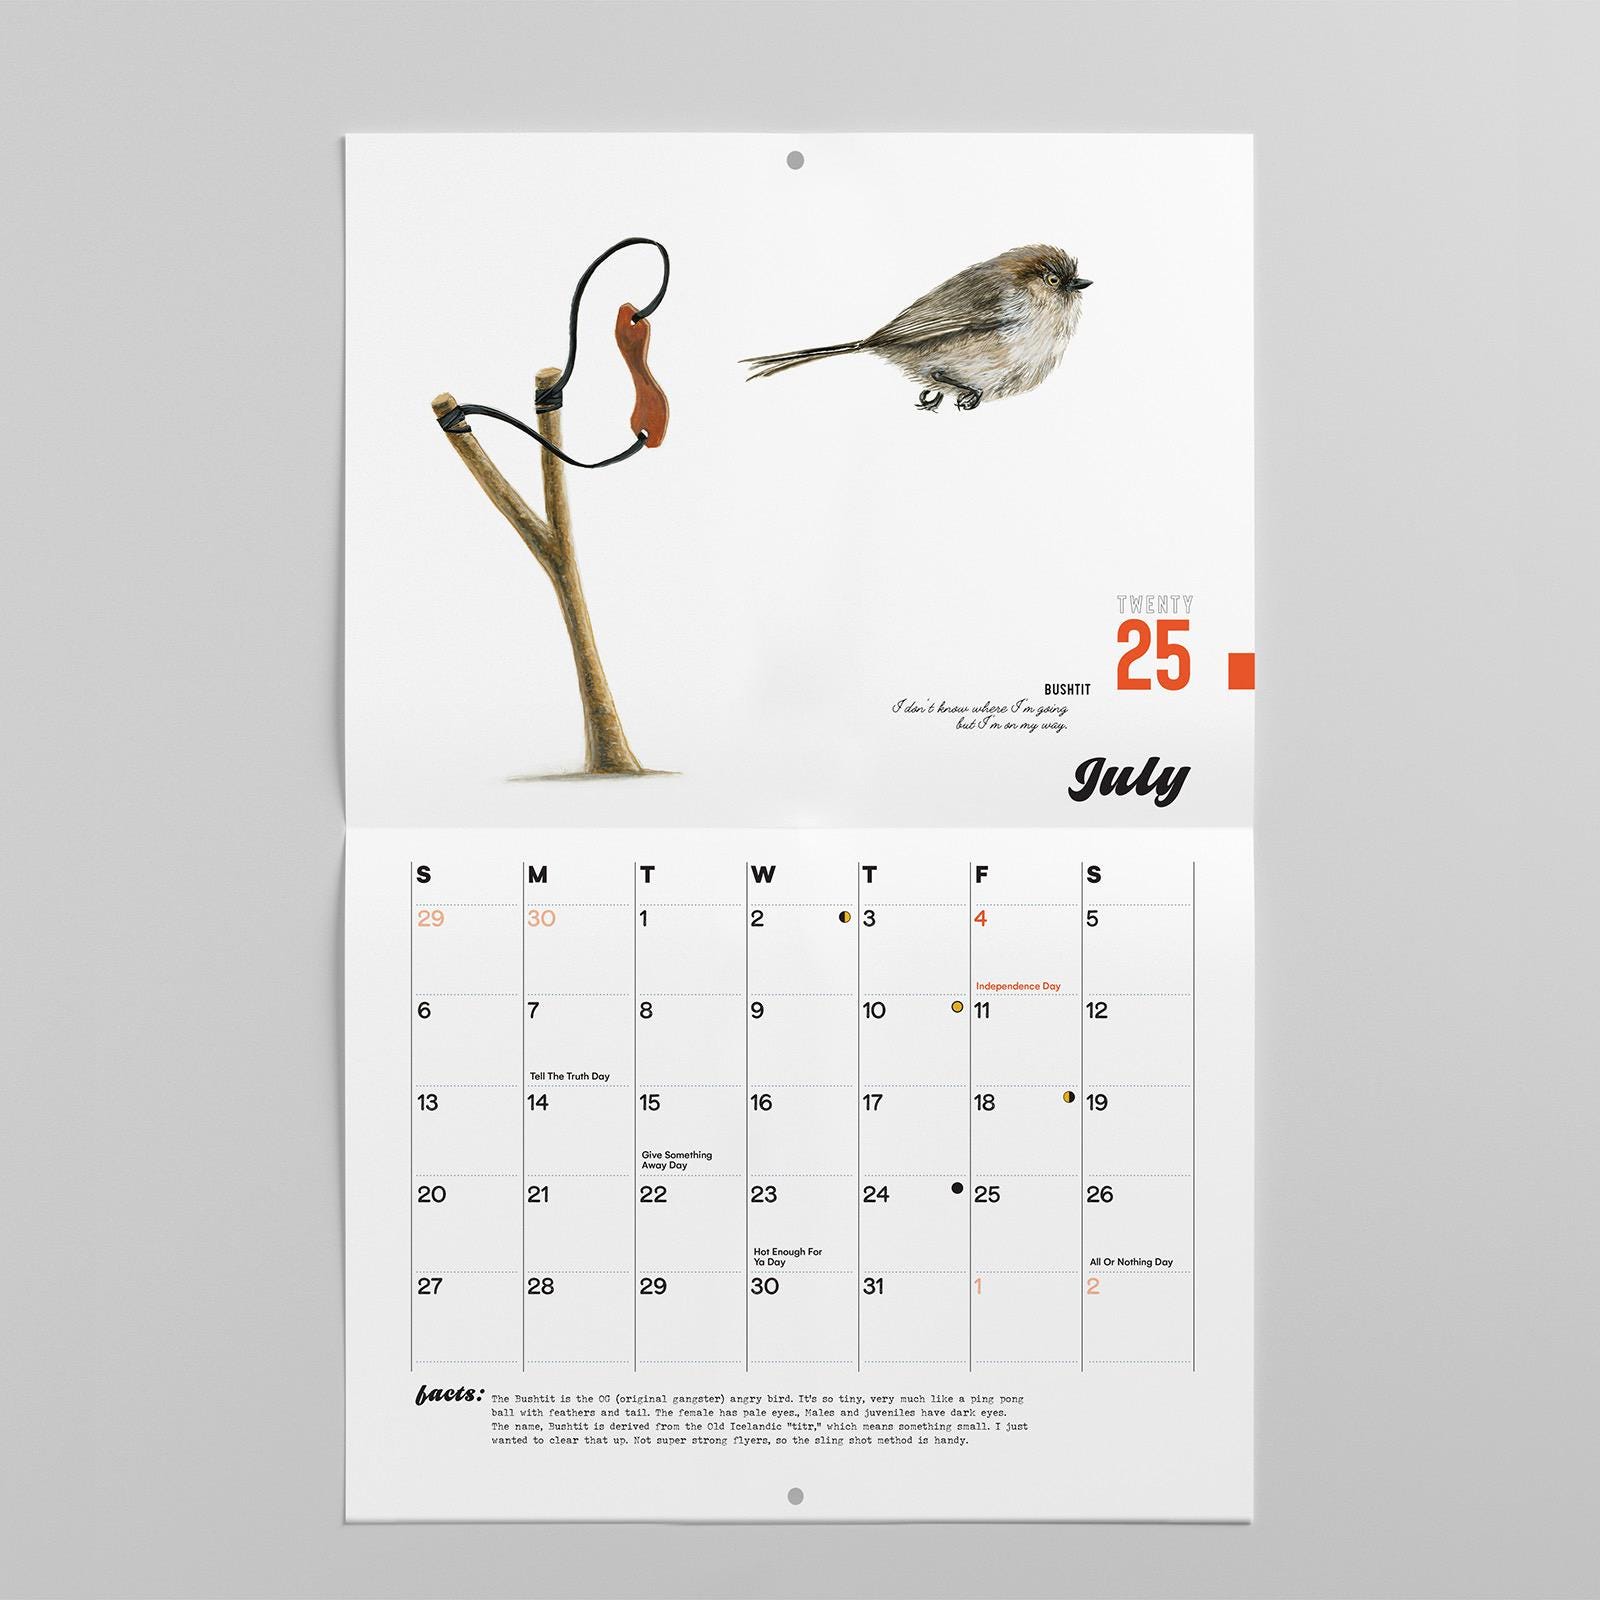 TWENTY
25
BUSHTIT
I don't know where I'm going
but I'm on my way.
July
S M T W T F S
29 30 1 2 3 4 5
Independence Day
6 7 8 9 10 11 12
Tell The Truth Day
13 14 15 16 17 18 19
Give Something
Away Day
20 21 22 23 24 25 26
Hot Enough For
Ya Day
All Or Nothing Day
27 28 29 30 31 1 2
facts: The Bushtit is the OG (original gangster) angry bird. It's so tiny, very much like a ping pong
ball with feathers and tail. The female has pale eyes., Males and juveniles have dark eyes.
The name, Bushtit is derived from the Old Icelandic "titr," which means something small. I just
wanted to clear that up. Not super strong flyers, so the sling shot method is handy.